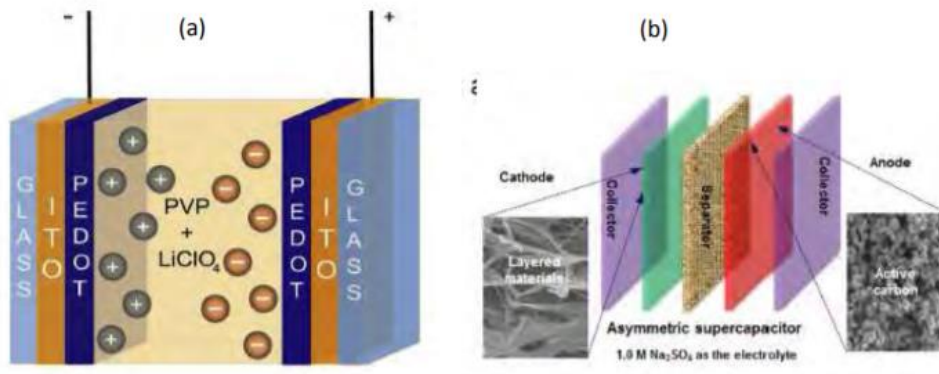 (a)
(b)
-
+
GLASS
ITO
PEDOT
PVP
+
LiClO₄
PEDOT
ITO
GLASS
Cathode
Collector
Separator
Collector
Anode
Layered
materials
Active
carbon
Asymmetric supercapacitor
1.0 M Na₂SO₄ as the electrolyte